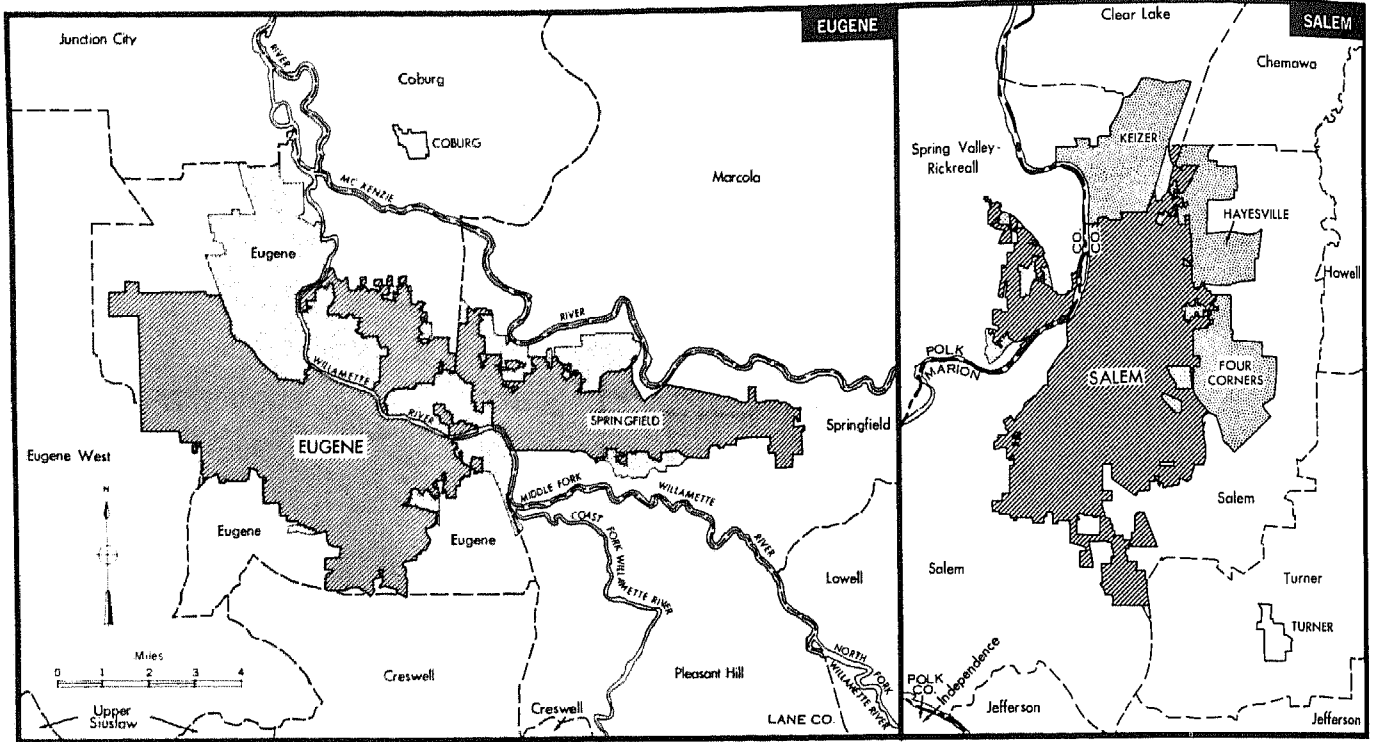 EUGENE
Junction City
RIVER
Coburg
COBURG
Marcola
MC KENZIE
Eugene
RIVER
WILLAMETTE
RIVER
EUGENE
SPRINGFIELD
Springfield
Eugene West
N
MIDDLE FORK
WILLAMETTE
RIVER
COAST FORK WILLAMETTE RIVER
Eugene
Eugene
Lowell
Miles
0 1 2 3 4
Creswell
Pleasant Hill
NORTH FORK
WILLAMETTE RIVER
Upper
Siuslaw
Creswell
LANE CO.
SALEM
Clear Lake
Chemawa
KEIZER
Spring Valley-
Rickreall
HAYESVILLE
CO.
CO.
Howell
POLK
MARION
SALEM
FOUR
CORNERS
Salem
Salem
Turner
TURNER
POLK
CO.
Independence
Jefferson
Jefferson